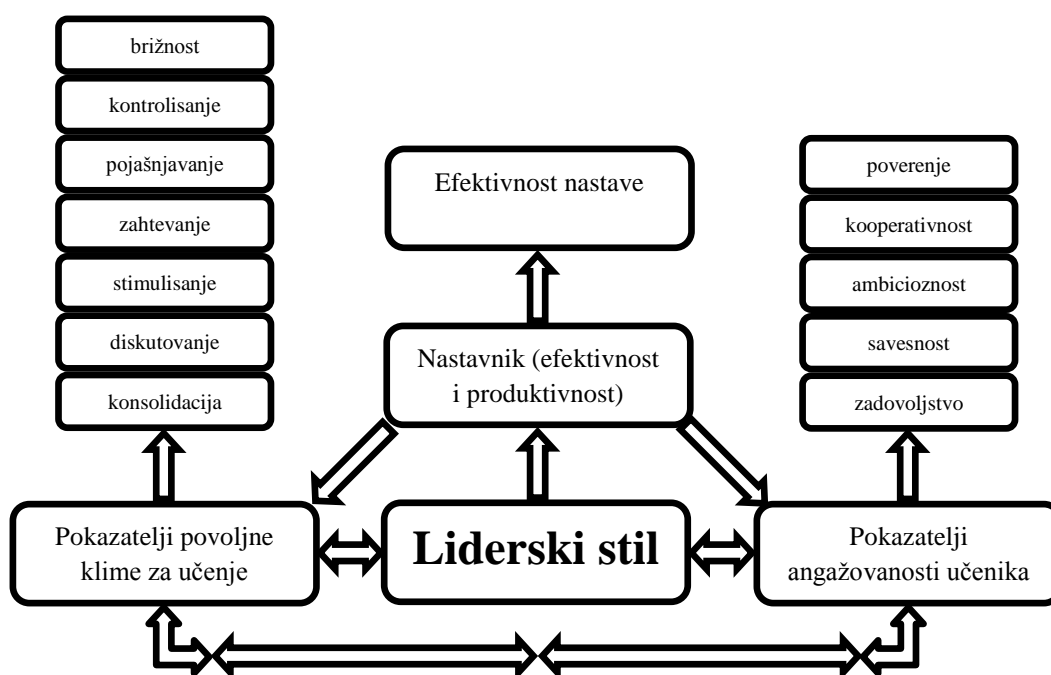 brižnost
kontrolisanje
pojašnjavanje
zahtevanje
stimulisanje
diskutovanje
konsolidacija
Efektivnost nastave
Nastavnik (efektivnost
i produktivnost)
poverenje
kooperativnost
ambicioznost
savesnost
zadovoljstvo
Pokazatelji povoljne
klime za učenje
Liderski stil
Pokazatelji
angažovanosti učenika